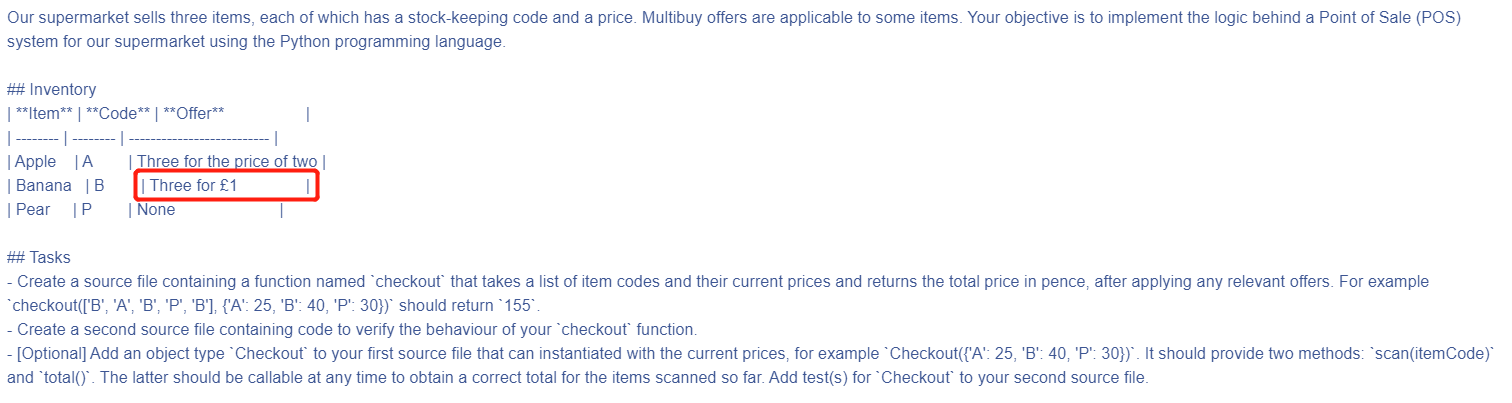 Our supermarket sells three items, each of which has a stock-keeping code and a price. Multibuy offers are applicable to some items. Your objective is to implement the logic behind a Point of Sale (POS)
system for our supermarket using the Python programming language.
## Inventory
| **Item** | **Code** | **Offer** |
| -------- | -------- | -------------------------- |
| Apple | A | Three for the price of two |
| Banana | B | Three for £1 |
| Pear | P | None |
## Tasks
- Create a source file containing a function named `checkout` that takes a list of item codes and their current prices and returns the total price in pence, after applying any relevant offers. For example
`checkout(['B', 'A', 'B', 'P', 'B'], {'A': 25, 'B': 40, 'P': 30})` should return `155`.
- Create a second source file containing code to verify the behaviour of your `checkout` function.
- [Optional] Add an object type `Checkout` to your first source file that can instantiated with the current prices, for example `Checkout({'A': 25, 'B': 40, 'P': 30})`. It should provide two methods: `scan(itemCode)`
and `total()`. The latter should be callable at any time to obtain a correct total for the items scanned so far. Add test(s) for `Checkout` to your second source file.